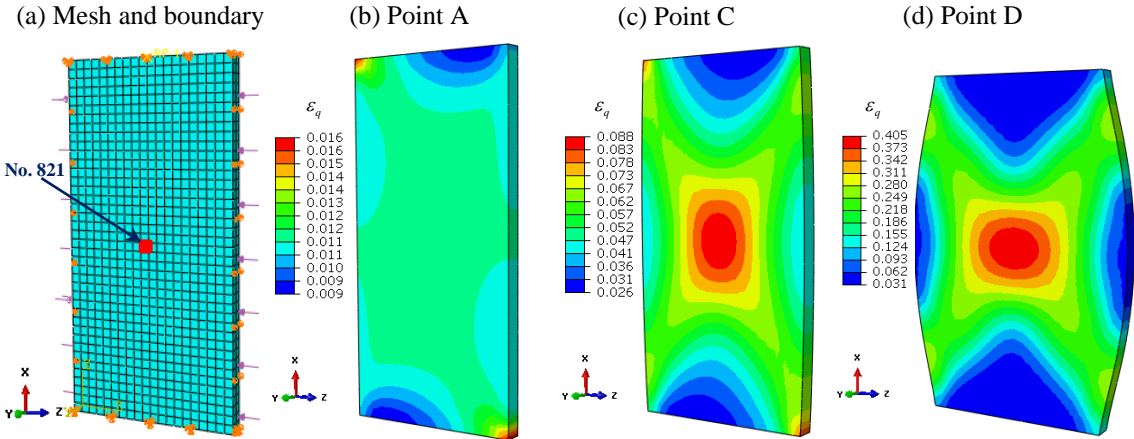 (a) Mesh and boundary
(b) Point A
(c) Point C
(d) Point D
No. 821
X
Y
Z
εq
0.016
0.016
0.015
0.014
0.014
0.013
0.012
0.012
0.011
0.011
0.010
0.009
0.009
X
Y
Z
εq
0.088
0.083
0.078
0.072
0.067
0.062
0.057
0.052
0.047
0.041
0.036
0.031
0.026
X
Y
Z
εq
0.405
0.373
0.342
0.311
0.280
0.249
0.218
0.186
0.155
0.124
0.093
0.062
0.031
X
Y
Z